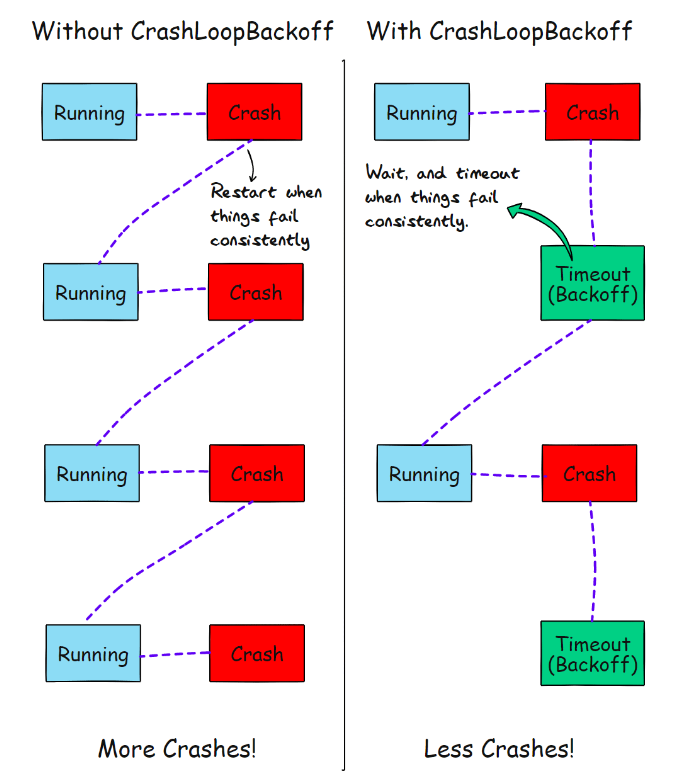 Without CrashLoopBackoff
Running
Crash
Restart when
things fail
consistently
Running
Crash
Running
Crash
Running
Crash
More Crashes!
With CrashLoopBackoff
Running
Crash
Wait, and timeout
when things fail
consistently.
Timeout
(Backoff)
Running
Crash
Timeout
(Backoff)
Less Crashes!